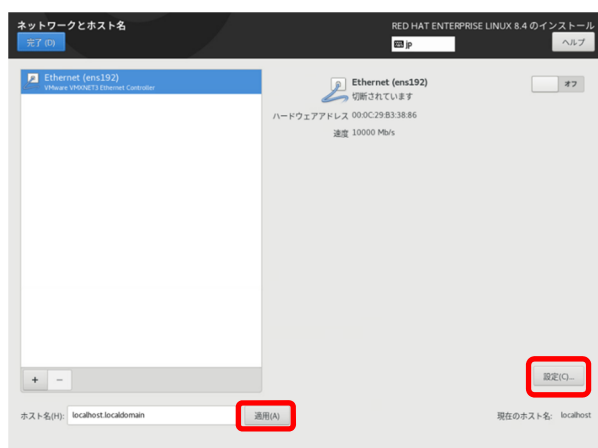 ネットワークとホスト名
RED HAT ENTERPRISE LINUX 8.4 のインストール
完了 (D)
jp
ヘルプ
Ethernet (ens192)
VMware VMXNET3 Ethernet Controller
Ethernet (ens192)
切断されています
オフ
ハードウェアアドレス 00:0C:29:B3:38:86
速度 10000 Mb/s
+ −
設定(C)...
ホスト名(H): localhost.localdomain
適用(A)
現在のホスト名: localhost